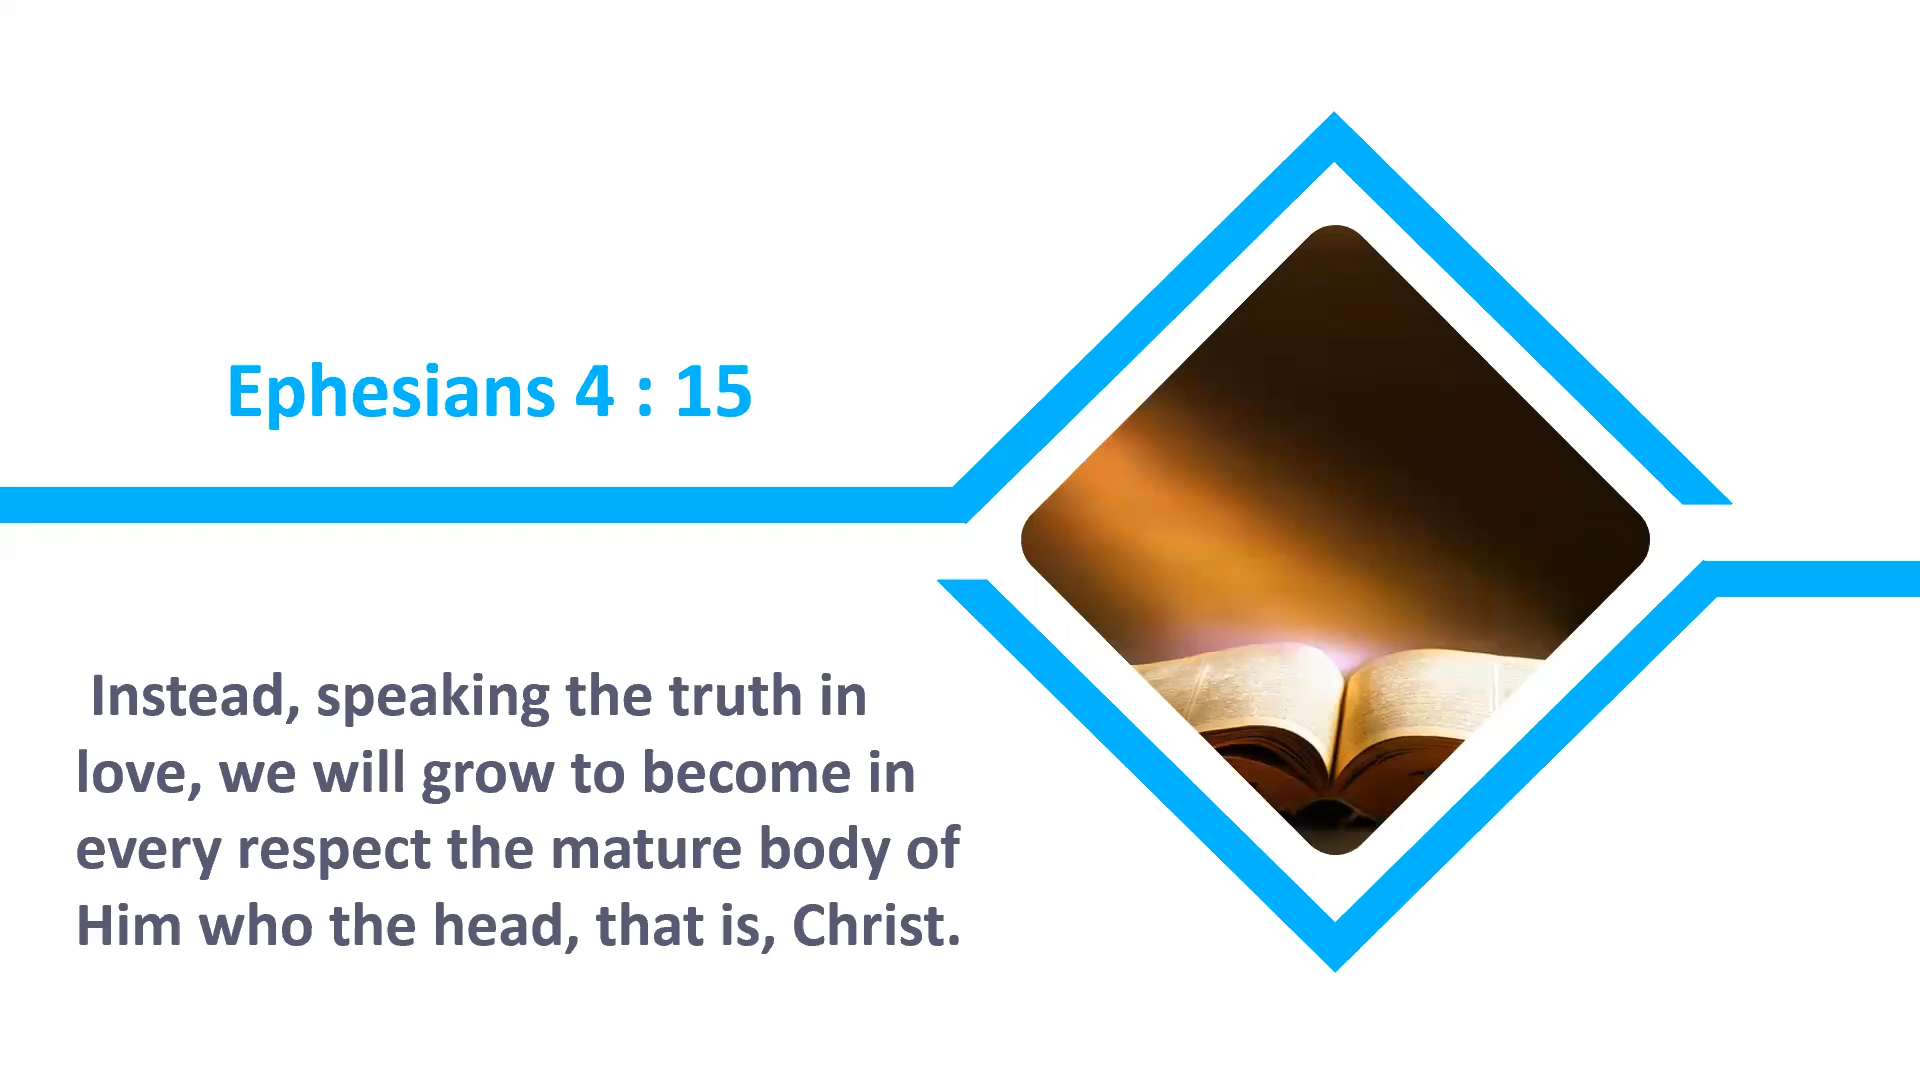 Ephesians 4 : 15
Instead, speaking the truth in
love, we will grow to become in
every respect the mature body of
Him who the head, that is, Christ.